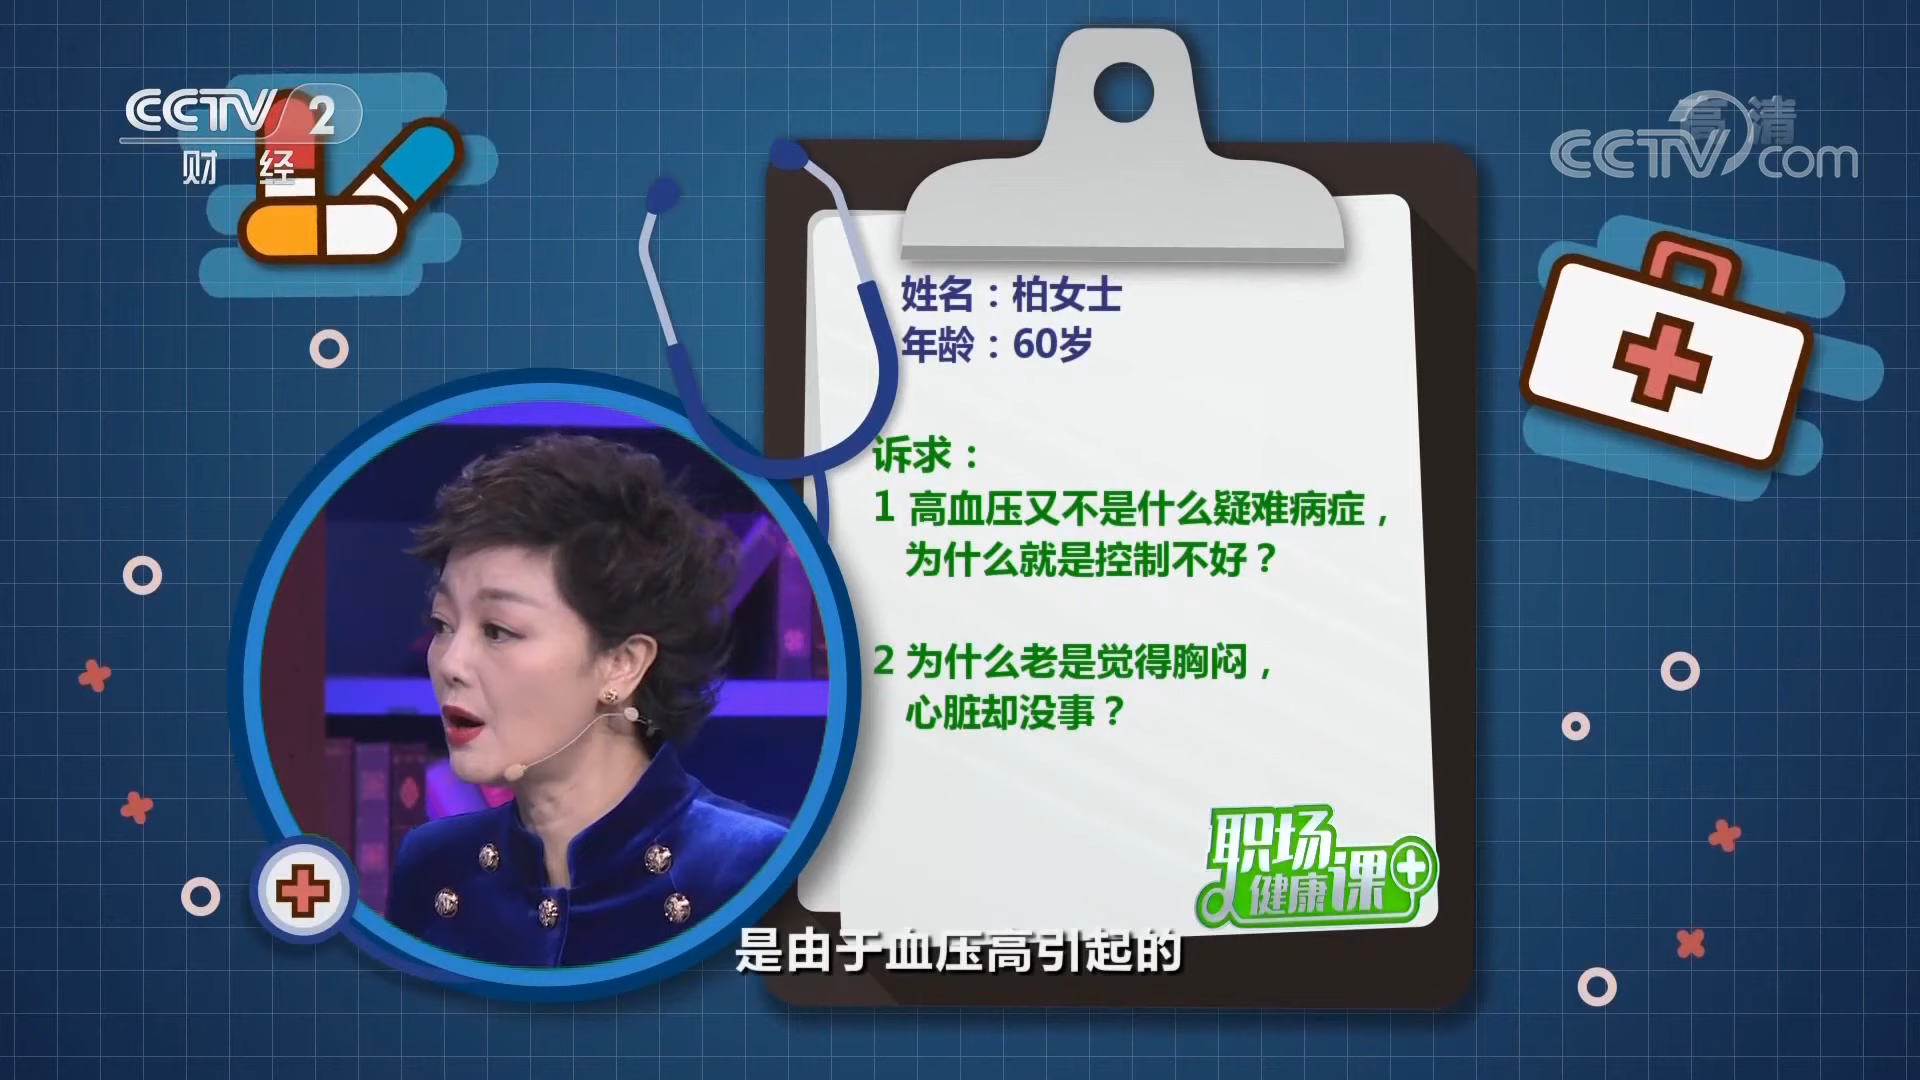 CCTV 2
财 经
高清
CCTV.com
姓名：柏女士
年龄：60岁
诉求：
1 高血压又不是什么疑难病症，
为什么就是控制不好？
2 为什么老是觉得胸闷，
心脏却没事？
职场
健康课
是由于血压高引起的